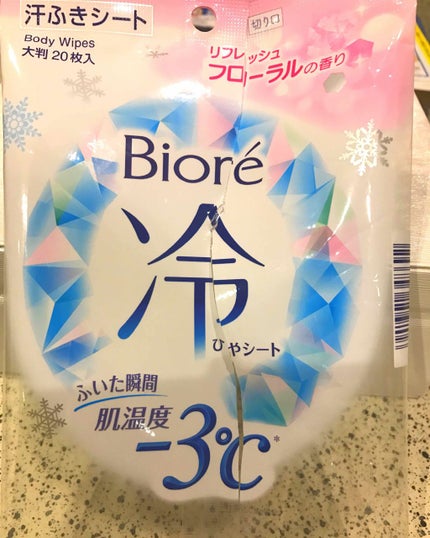 汗ふきシート
Body Wipes
大判 20枚入
切り口
リフレッシュ
フローラルの香り
Bioré
冷
ひやシート
ふいた瞬間
肌温度
-3℃*